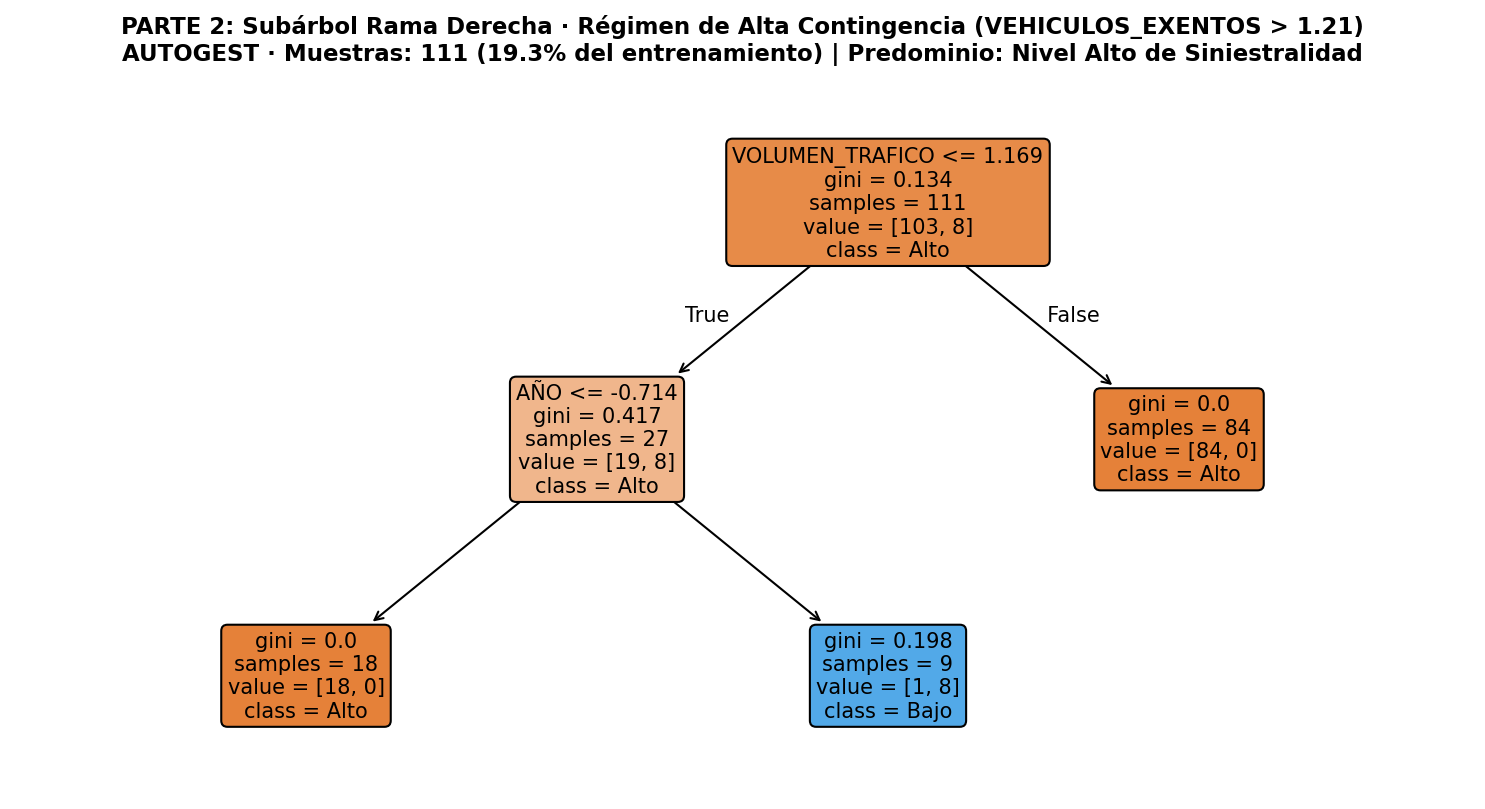 PARTE 2: Subárbol Rama Derecha · Régimen de Alta Contingencia (VEHICULOS_EXENTOS > 1.21)
AUTOGEST · Muestras: 111 (19.3% del entrenamiento) | Predominio: Nivel Alto de Siniestralidad
VOLUMEN_TRAFICO <= 1.169
gini = 0.134
samples = 111
value = [103, 8]
class = Alto
True
False
AÑO <= -0.714
gini = 0.417
samples = 27
value = [19, 8]
class = Alto
gini = 0.0
samples = 84
value = [84, 0]
class = Alto
gini = 0.0
samples = 18
value = [18, 0]
class = Alto
gini = 0.198
samples = 9
value = [1, 8]
class = Bajo